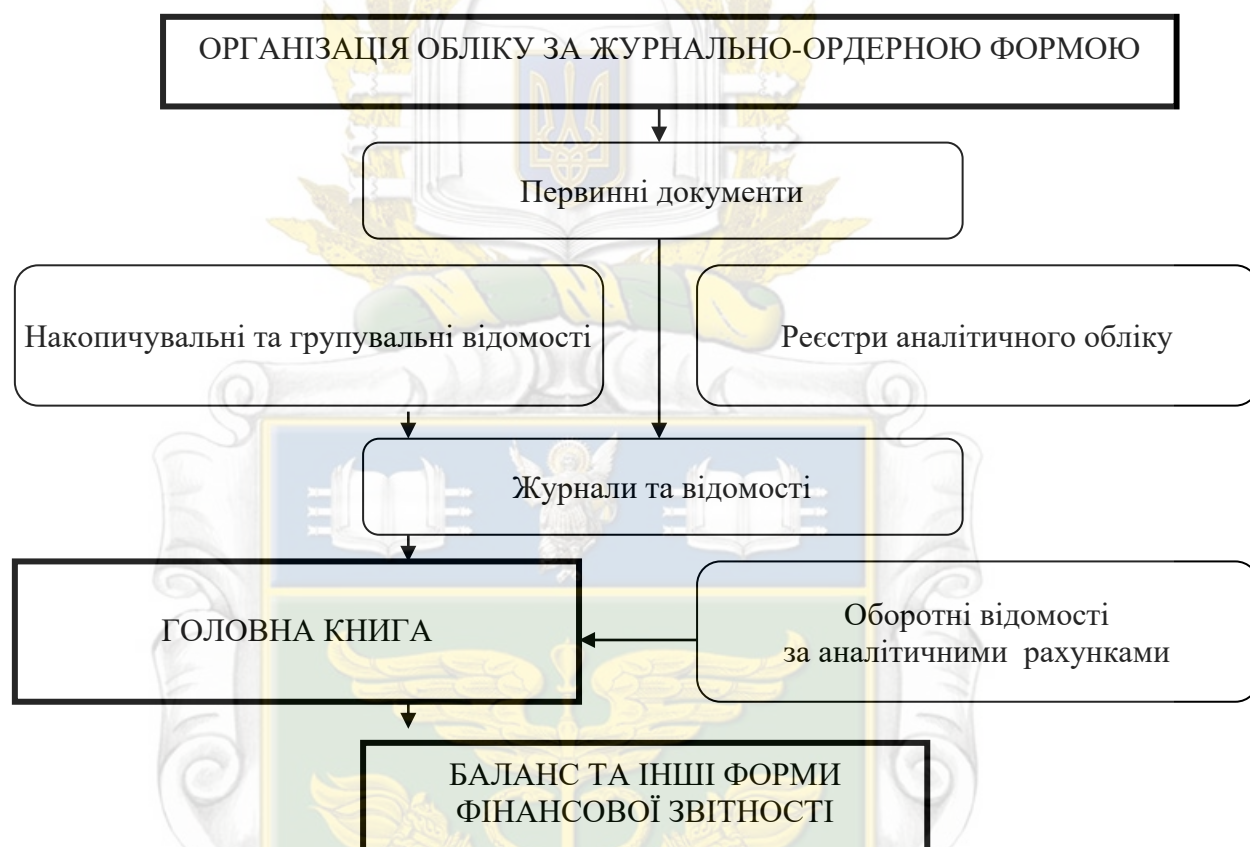 ОРГАНІЗАЦІЯ ОБЛІКУ ЗА ЖУРНАЛЬНО-ОРДЕРНОЮ ФОРМОЮ
Первинні документи
Накопичувальні та групувальні відомості
Реєстри аналітичного обліку
Журнали та відомості
ГОЛОВНА КНИГА
Оборотні відомості
за аналітичними рахунками
БАЛАНС ТА ІНШІ ФОРМИ
ФІНАНСОВОЇ ЗВІТНОСТІ